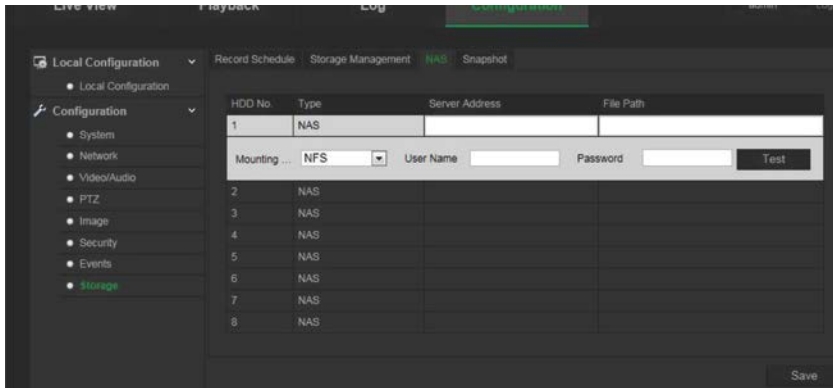 Live View Playback Log Configuration admin
Local Configuration
Record Schedule Storage Management NAS Snapshot
Local Configuration
Configuration
HDD No. Type Server Address File Path
1 NAS
System
Network
Mounting ... NFS User Name Password Test
Video/Audio
PTZ
2 NAS
Image
3 NAS
Security
4 NAS
Events
5 NAS
Storage
6 NAS
7 NAS
8 NAS
Save